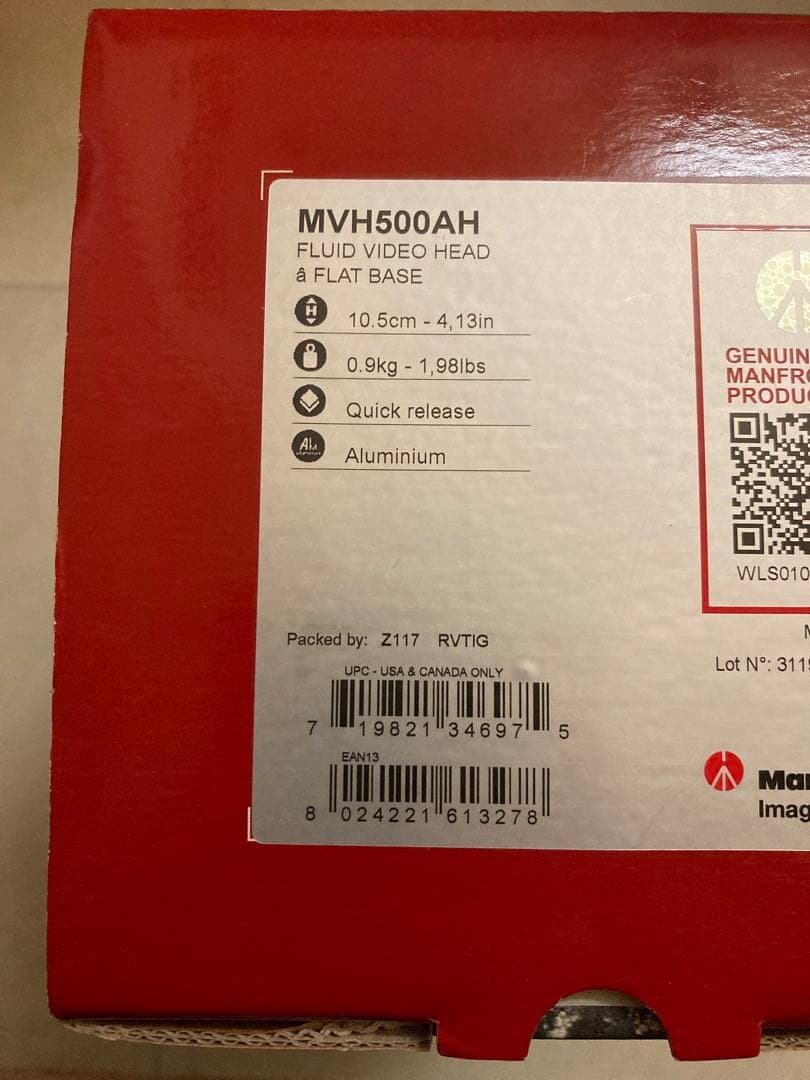 MVH500AH
FLUID VIDEO HEAD
â FLAT BASE
10.5cm - 4,13in
0.9kg - 1,98lbs
Quick release
Aluminium
GENUIN
MANFRO
PRODUC
WLS010
Packed by: Z117 RVTIG
Lot N°: 311
UPC - USA & CANADA ONLY
7 19821 34697 5
EAN13
8 024221 613278
Man
Imag